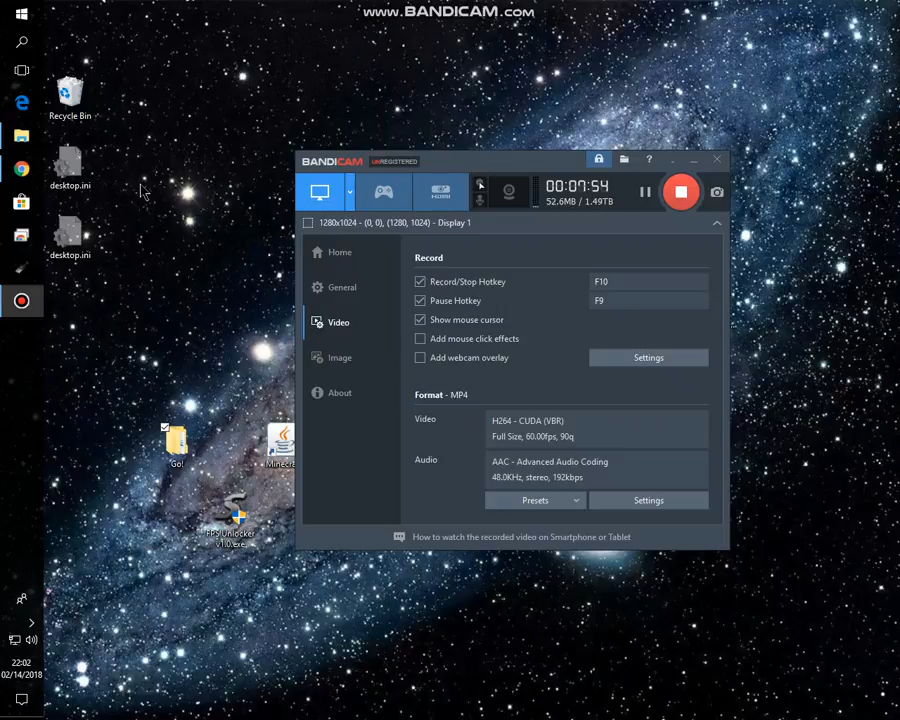 www.BANDICAM.com
Recycle Bin
desktop.ini
desktop.ini
Go!
FPS Unlocker
v1.0.exe
22:02
02/14/2018
BANDICAM UNREGISTERED
?
HDMI
00:07:54
52.6MB / 1.49TB
1280x1024 - (0, 0), (1280, 1024) - Display 1
Home
General
Video
Image
About
Record
Record/Stop Hotkey F10
Pause Hotkey F9
Show mouse cursor
Add mouse click effects
Add webcam overlay Settings
Format - MP4
Video H264 - CUDA (VBR)
Full Size, 60.00fps, 90q
Audio AAC - Advanced Audio Coding
48.0KHz, stereo, 192kbps
Presets Settings
How to watch the recorded video on Smartphone or Tablet